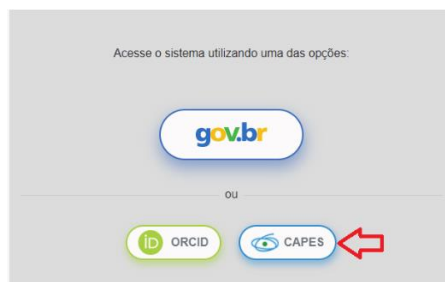 Acesse o sistema utilizando uma das opções:
gov.br
ou
iD ORCID CAPES